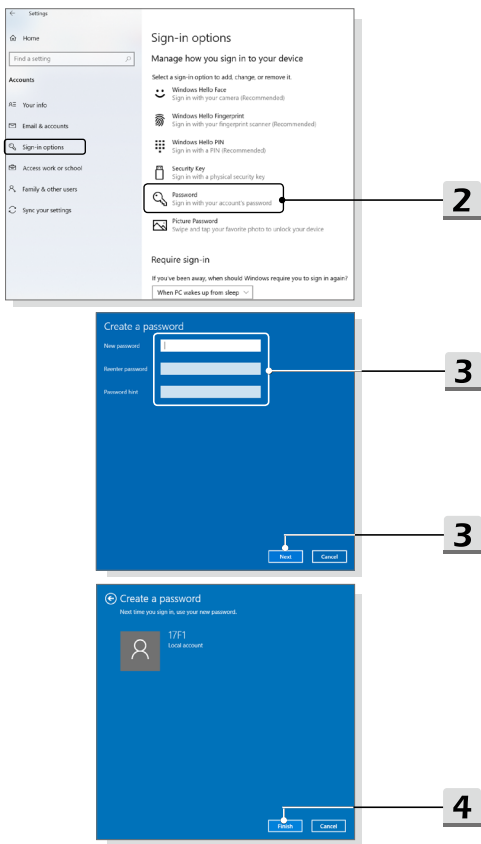 Settings
Home
Find a setting
Accounts
Your info
Email & accounts
Sign-in options
Access work or school
Family & other users
Sync your settings
Sign-in options
Manage how you sign in to your device
Select a sign-in option to add, change, or remove it.
Windows Hello Face
Sign in with your camera (Recommended)
Windows Hello Fingerprint
Sign in with your fingerprint scanner (Recommended)
Windows Hello PIN
Sign in with a PIN (Recommended)
Security Key
Sign in with a physical security key
Password
Sign in with your account's password
2
Picture Password
Swipe and tap your favorite photo to unlock your device
Require sign-in
If you've been away, when should Windows require you to sign in again?
When PC wakes up from sleep
Create a password
New password
Reenter password
3
Password hint
3
Next
Cancel
Create a password
Next time you sign in, use your new password.
17F1
Local account
4
Finish
Cancel